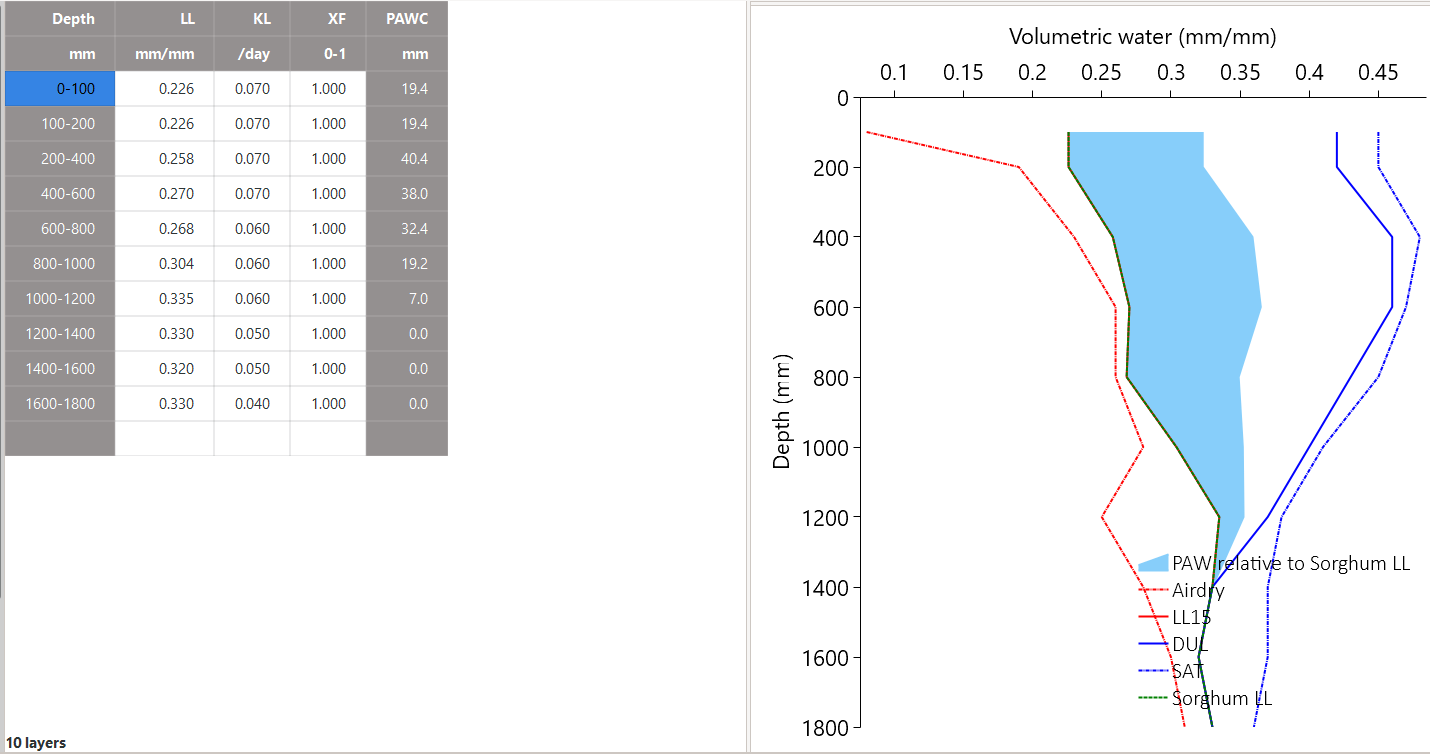 Depth LL KL XF PAWC
mm mm/mm /day 0-1 mm
0-100 0.226 0.070 1.000 19.4
100-200 0.226 0.070 1.000 19.4
200-400 0.258 0.070 1.000 40.4
400-600 0.270 0.070 1.000 38.0
600-800 0.268 0.060 1.000 32.4
800-1000 0.304 0.060 1.000 19.2
1000-1200 0.335 0.060 1.000 7.0
1200-1400 0.330 0.050 1.000 0.0
1400-1600 0.320 0.050 1.000 0.0
1600-1800 0.330 0.040 1.000 0.0
10 layers
Volumetric water (mm/mm)
0.1 0.15 0.2 0.25 0.3 0.35 0.4 0.45
Depth (mm)
0
200
400
600
800
1000
1200
1400
1600
1800
PAW relative to Sorghum LL
Airdry
LL15
DUL
SAT
Sorghum LL